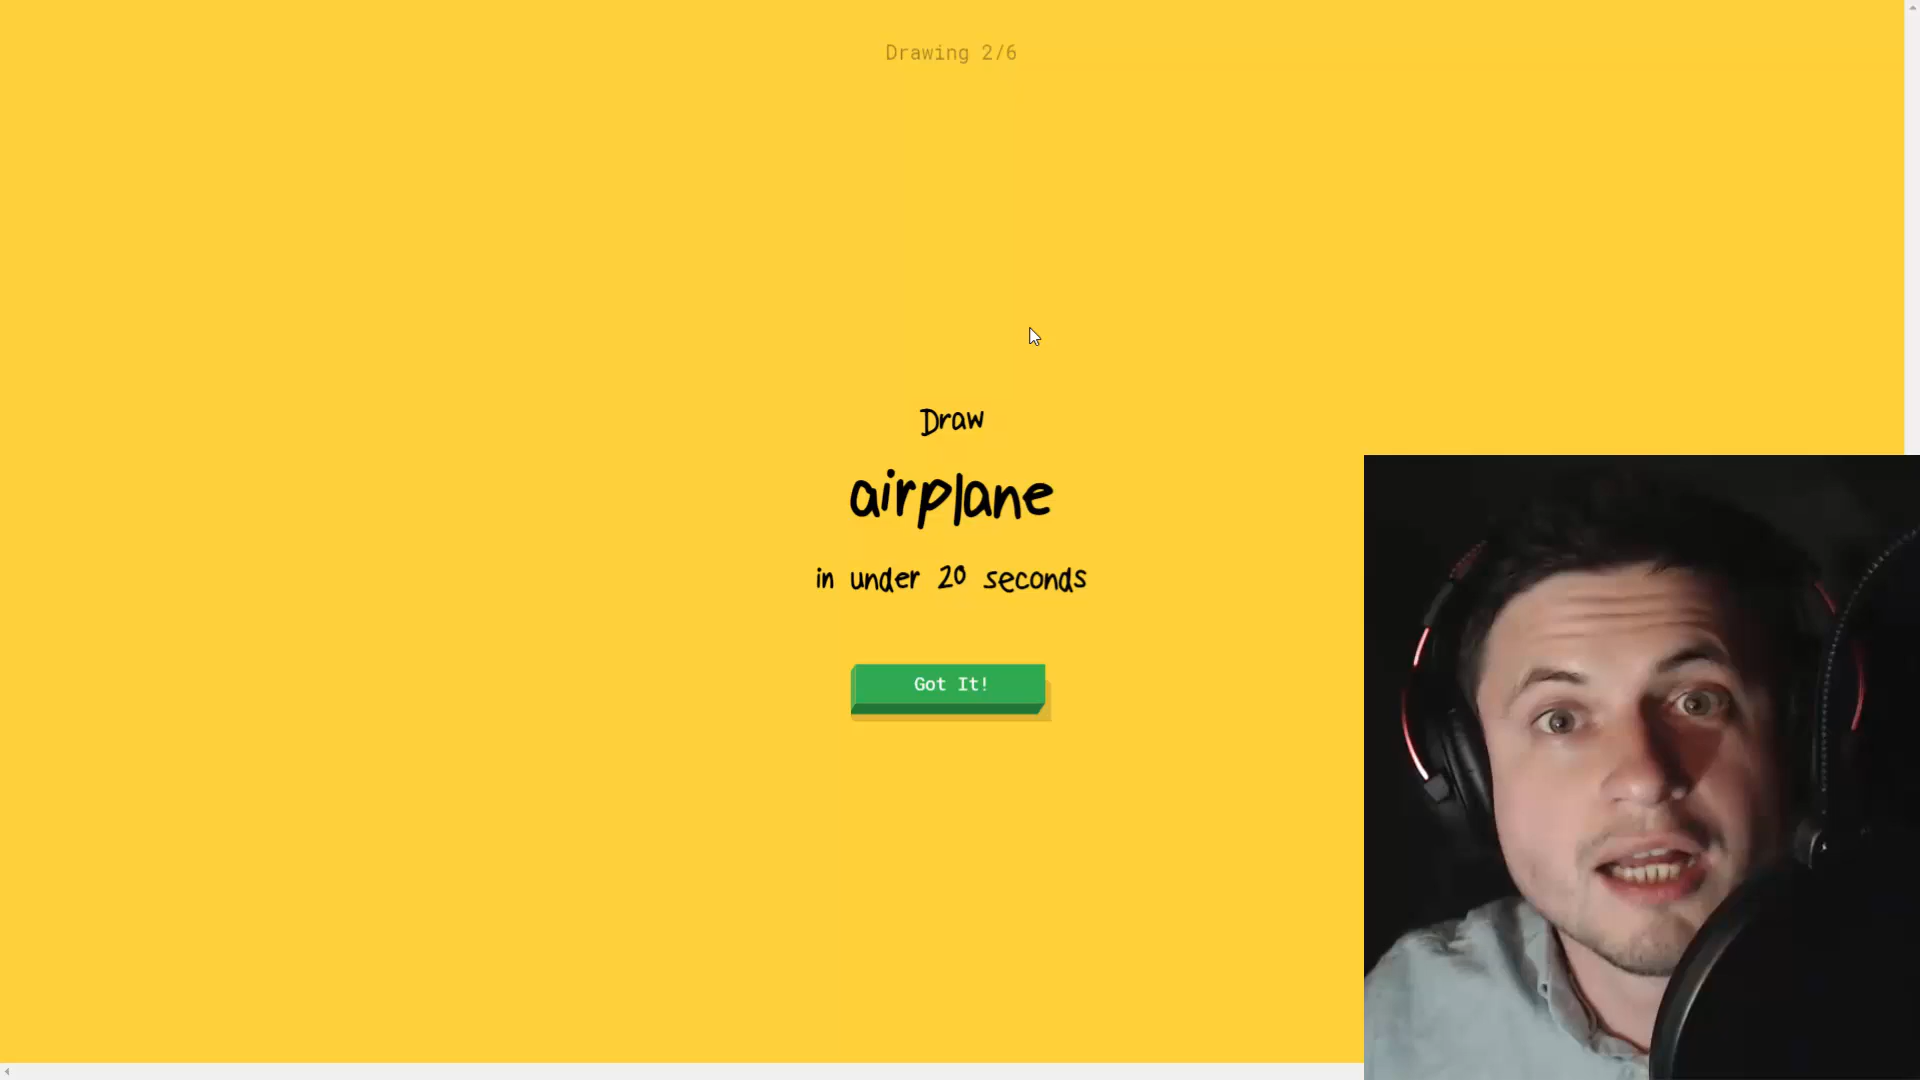 Drawing 2/6
Draw
airplane
in under 20 seconds
Got It!